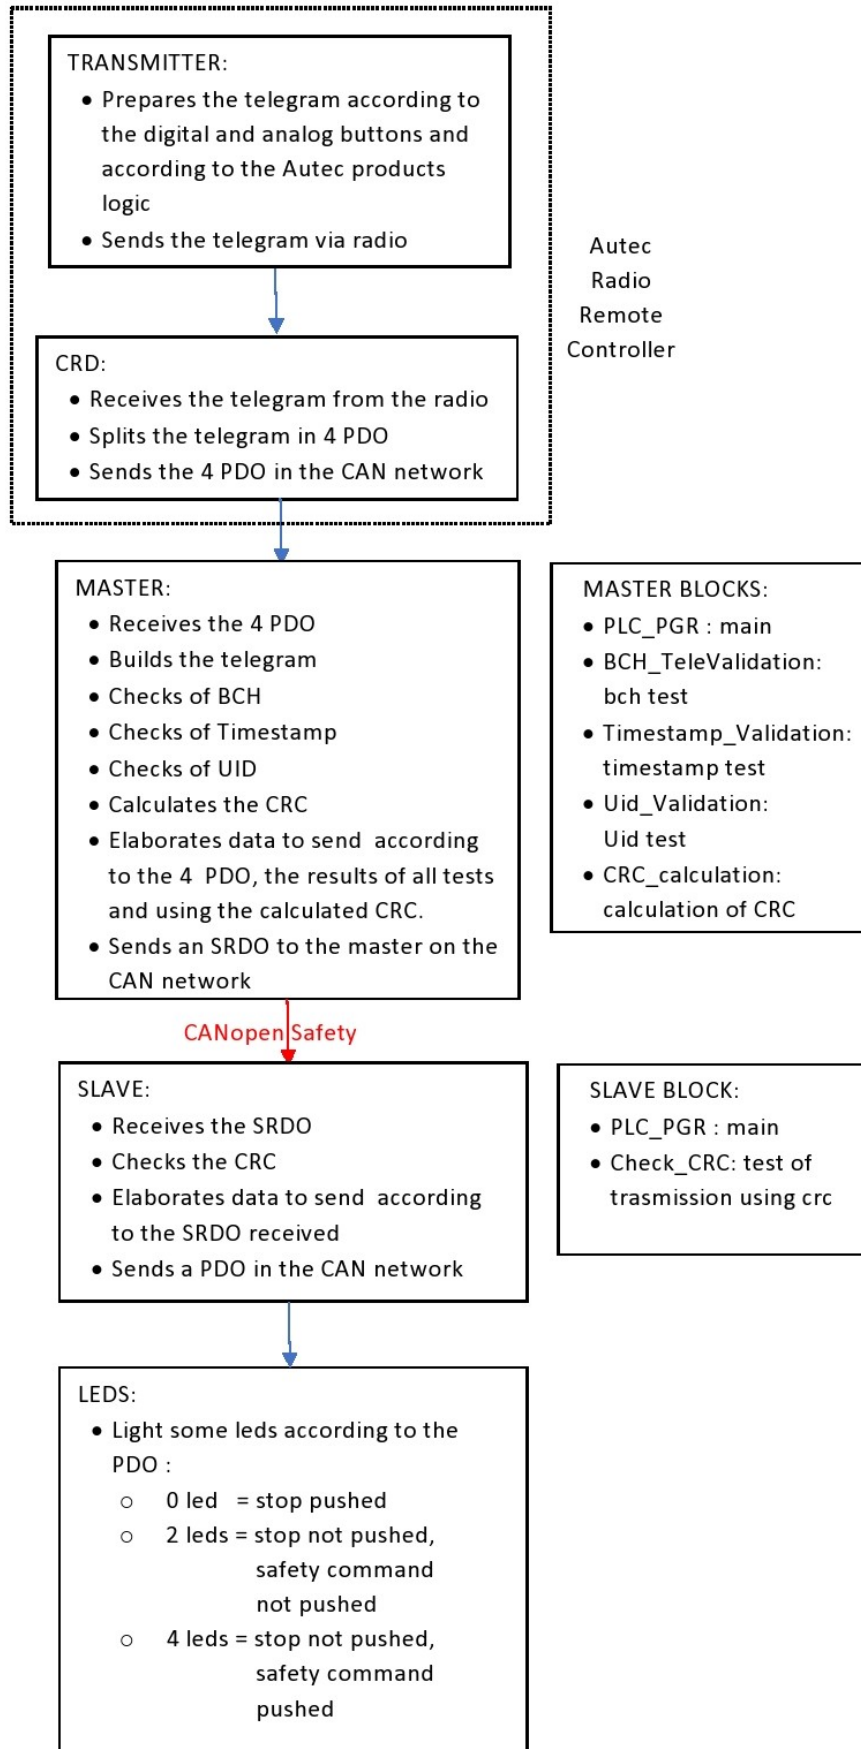 TRANSMITTER:
• Prepares the telegram according to
the digital and analog buttons and
according to the Autec products
logic
• Sends the telegram via radio
Autec
Radio
Remote
Controller
CRD:
• Receives the telegram from the radio
• Splits the telegram in 4 PDO
• Sends the 4 PDO in the CAN network
MASTER:
• Receives the 4 PDO
• Builds the telegram
• Checks of BCH
• Checks of Timestamp
• Checks of UID
• Calculates the CRC
• Elaborates data to send according
to the 4 PDO, the results of all tests
and using the calculated CRC.
• Sends an SRDO to the master on the
CAN network
MASTER BLOCKS:
• PLC_PGR : main
• BCH_TeleValidation:
bch test
• Timestamp_Validation:
timestamp test
• Uid_Validation:
Uid test
• CRC_calculation:
calculation of CRC
CANopen Safety
SLAVE:
• Receives the SRDO
• Checks the CRC
• Elaborates data to send according
to the SRDO received
• Sends a PDO in the CAN network
SLAVE BLOCK:
• PLC_PGR : main
• Check_CRC: test of
trasmission using crc
LEDS:
• Light some leds according to the
PDO :
o 0 led = stop pushed
o 2 leds = stop not pushed,
safety command
not pushed
o 4 leds = stop not pushed,
safety command
pushed